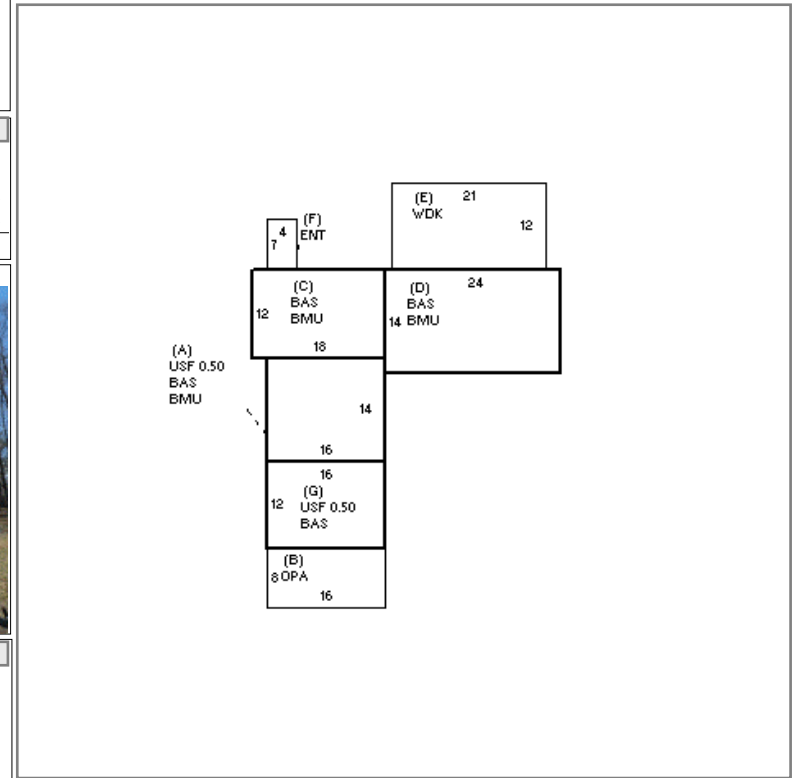 (E)
WDK
21
12
(F)
ENT
4
7
(C)
BAS
BMU
12
18
(D)
BAS
BMU
24
14
(A)
USF 0.50
BAS
BMU
14
16
16
12
(G)
USF 0.50
BAS
(B)
8 OPA
16